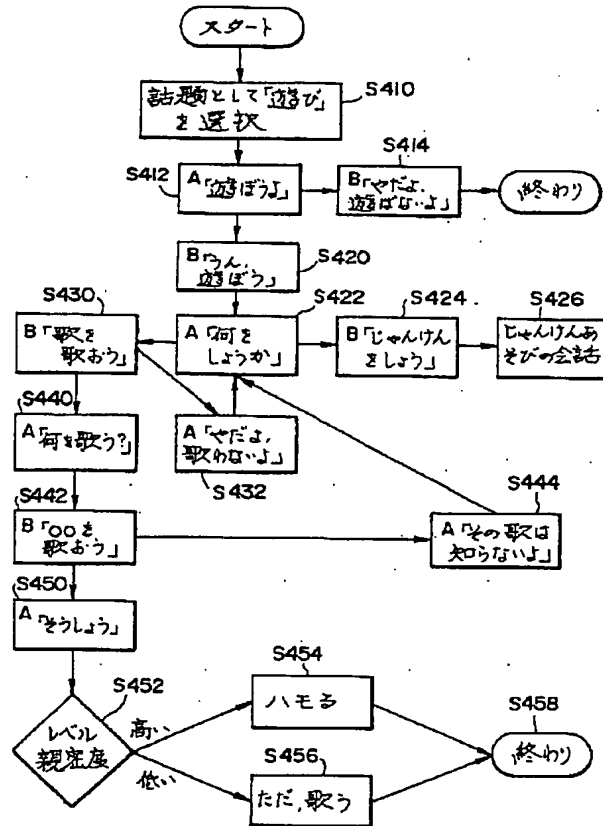 スタート
話題として「遊び」
を選択
S410
S412
A「遊ぼうよ」
S414
B「やだよ,
遊ばないよ」
終わり
B「うん,
遊ぼう」
S420
S430
B「歌を
歌おう」
S422
A「何を
しようか」
S424
B「じゃんけん
をしよう」
S426
じゃんけんあ
そびの会話
S440
A「何を歌う?」
A「やだよ,
歌わないよ」
S432
S442
B「○○を
歌おう」
S444
A「その歌は
知らないよ」
S450
A「そうしよう」
S452
レベル
親密度
高い
低い
S454
ハモる
S456
ただ,歌う
S458
終わり